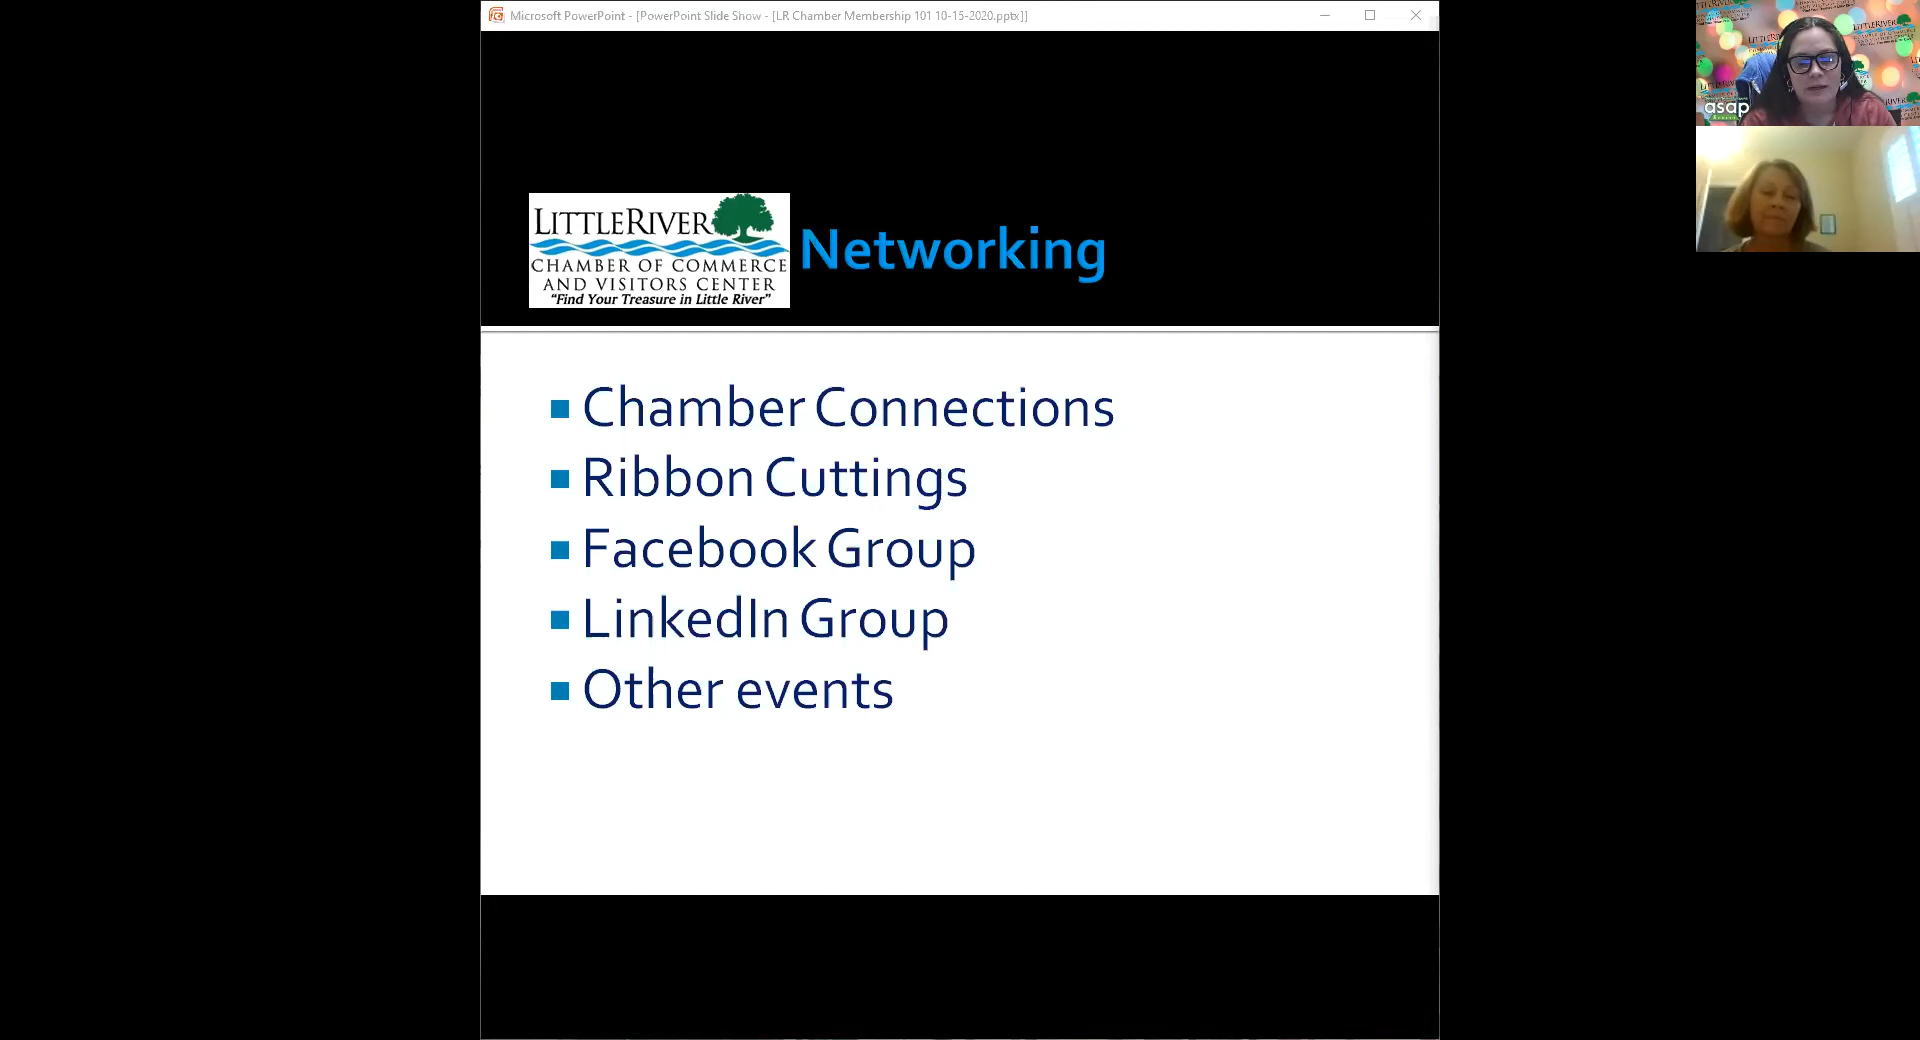 Microsoft PowerPoint - [PowerPoint Slide Show - [LR Chamber Membership 101 10-15-2020.pptx]]
LITTLERIVER
CHAMBER OF COMMERCE
AND VISITORS CENTER
"Find Your Treasure in Little River"
Networking
Chamber Connections
Ribbon Cuttings
Facebook Group
LinkedIn Group
Other events
asap